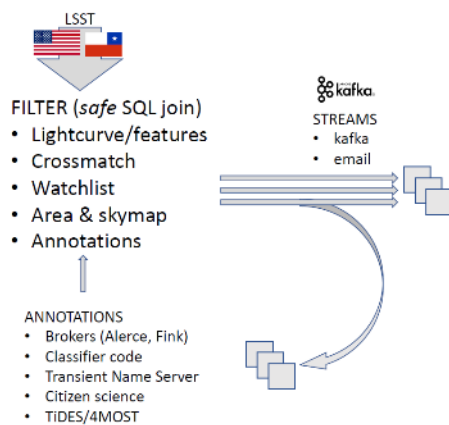 LSST
FILTER (safe SQL join)
• Lightcurve/features
• Crossmatch
• Watchlist
• Area & skymap
• Annotations
kafka
STREAMS
• kafka
• email
ANNOTATIONS
• Brokers (Alerce, Fink)
• Classifier code
• Transient Name Server
• Citizen science
• TiDES/4MOST